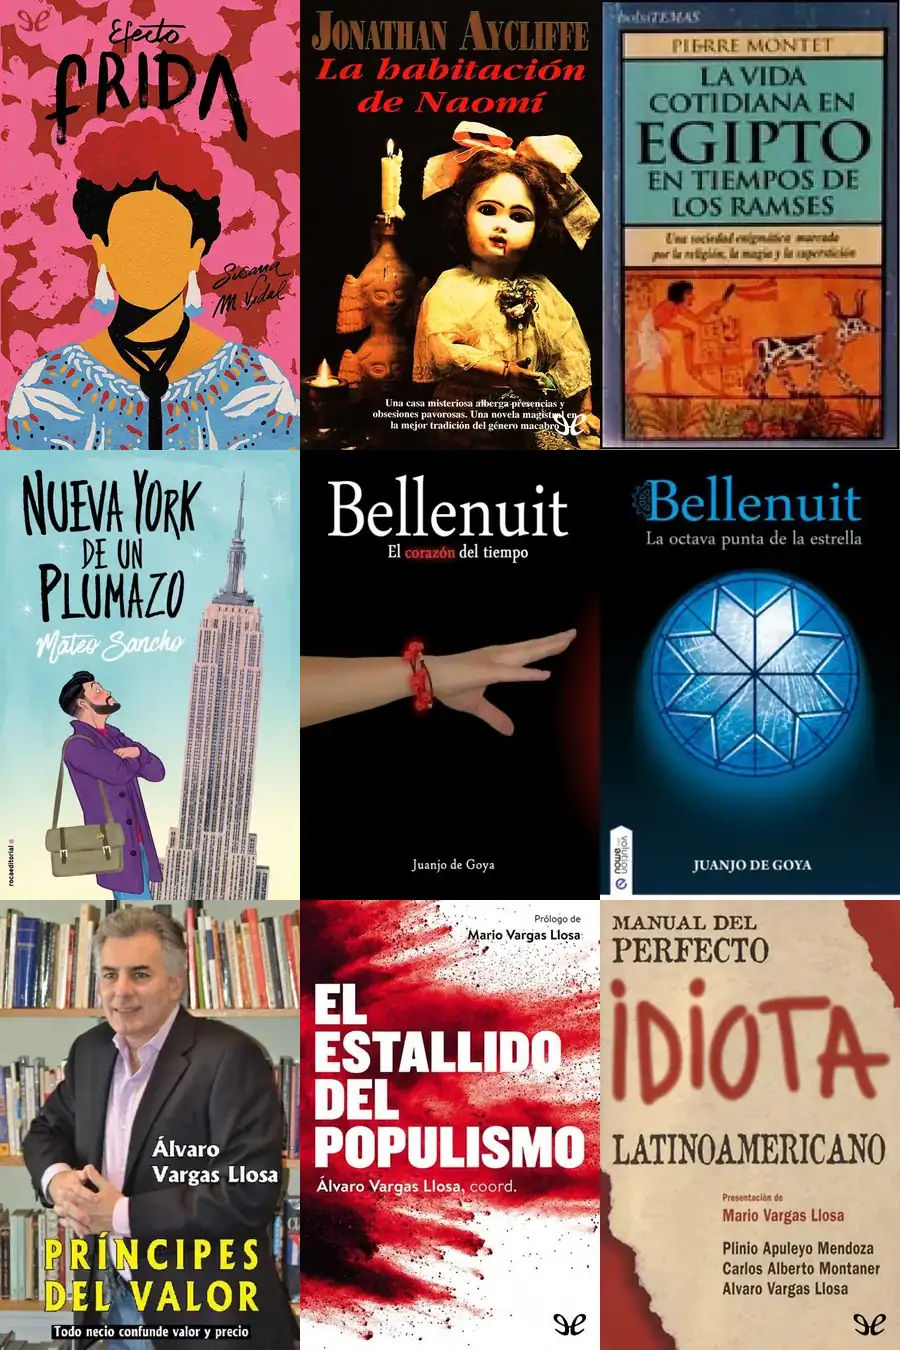 Efecto
FRIDA
Susana
M. Vidal
JONATHAN AYCLIFFE
La habitación
de Naomí
Una casa misteriosa alberga presencias y
obsesiones pavorosas. Una novela magistral en
la mejor tradición del género macabro
bolsiTEMAS
PIERRE MONTET
LA VIDA
COTIDIANA EN
EGIPTO
EN TIEMPOS DE
LOS RAMSES
Una sociedad enigmática marcada
por la religión, la magia y la superstición
NUEVA YORK
DE UN
PLUMAZO
Mateo Sancho
rocaeditorial
Bellenuit
El corazón del tiempo
Juanjo de Goya
Bellenuit
La octava punta de la estrella
JUANJO DE GOYA
Álvaro
Vargas Llosa
PRÍNCIPES
DEL VALOR
Todo necio confunde valor y precio
Prólogo de
Mario Vargas Llosa
EL
ESTALLIDO
DEL
POPULISMO
Álvaro Vargas Llosa, coord.
MANUAL DEL
PERFECTO
iDiOTA
LATINOAMERICANO
Presentación de
Mario Vargas Llosa
Plinio Apuleyo Mendoza
Carlos Alberto Montaner
Alvaro Vargas Llosa